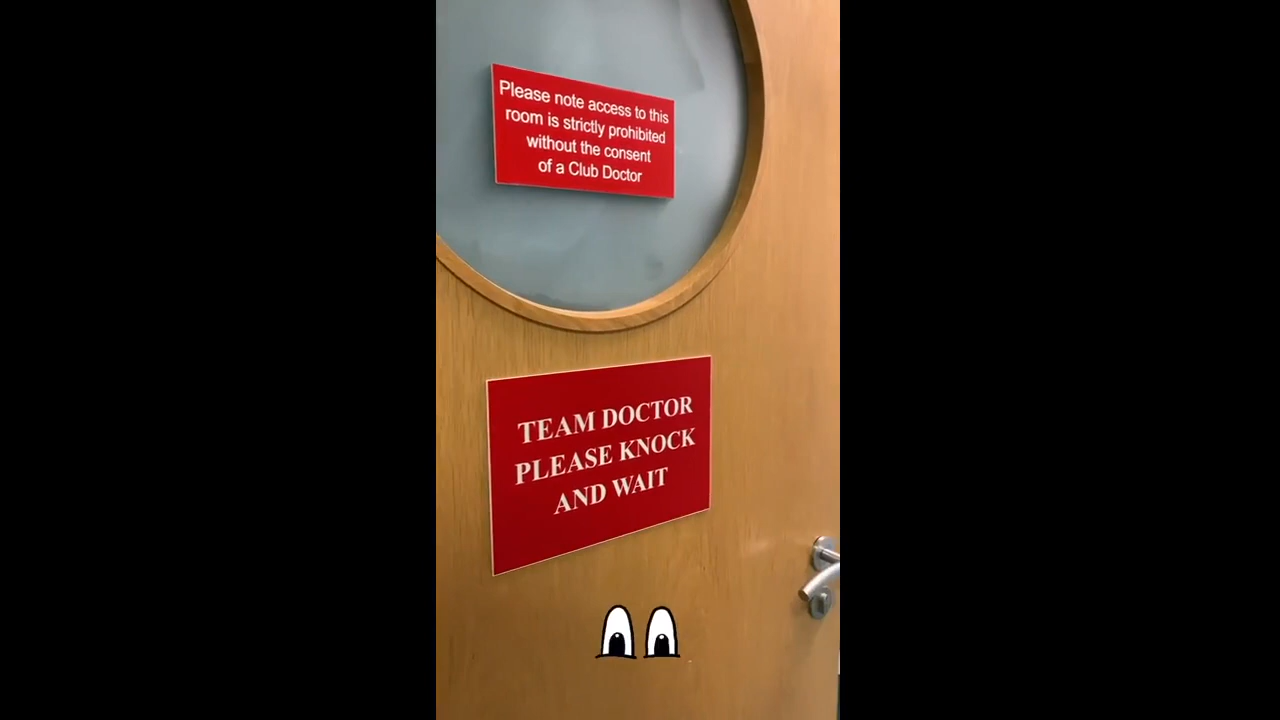 Please note access to this
room is strictly prohibited
without the consent
of a Club Doctor
TEAM DOCTOR
PLEASE KNOCK
AND WAIT